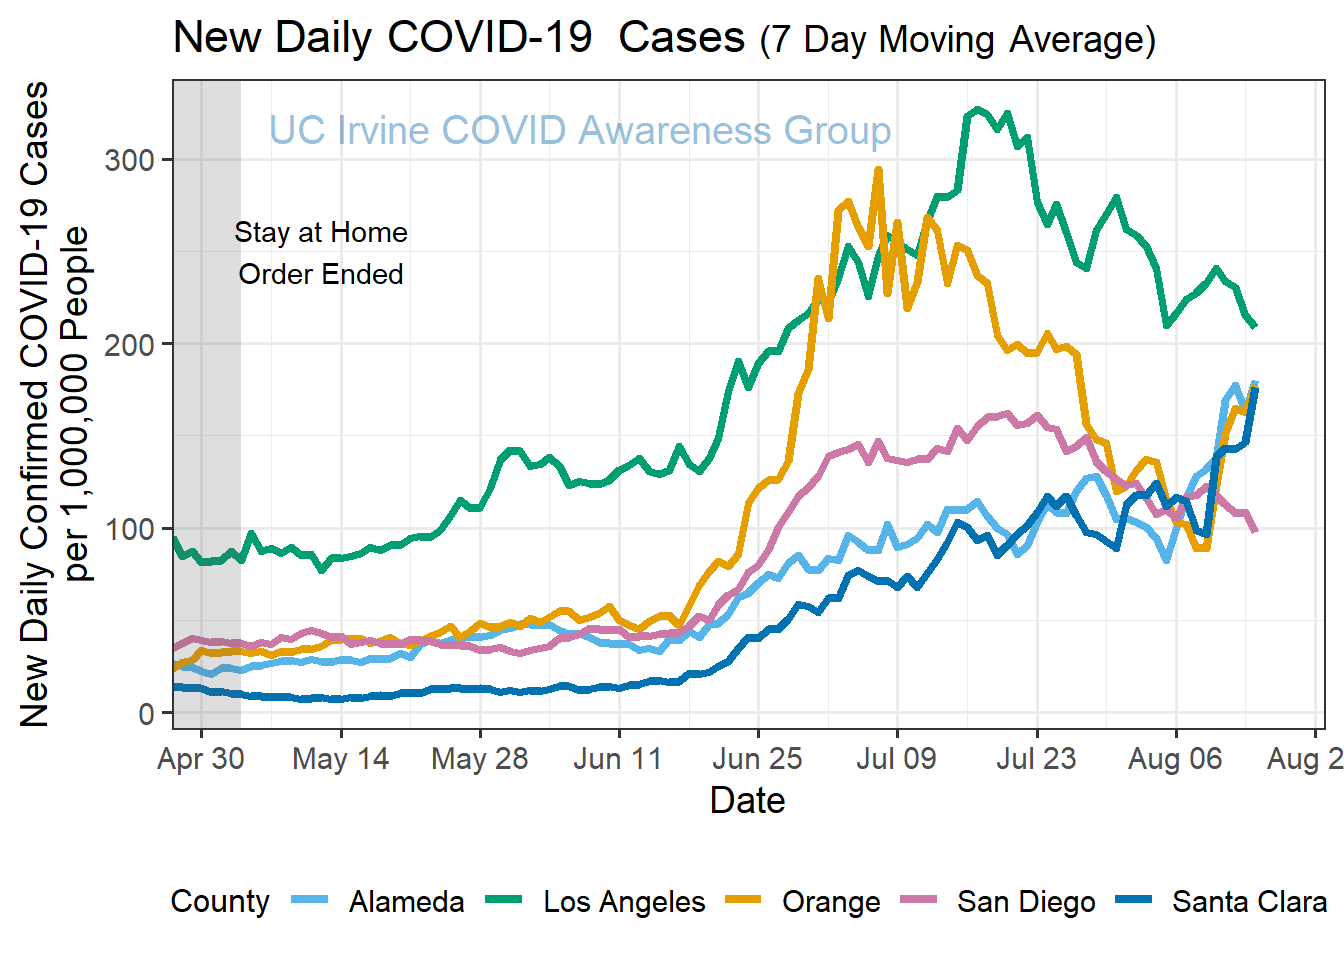 New Daily COVID-19  Cases (7 Day Moving Average)
UC Irvine COVID Awareness Group
Stay at Home
Order Ended
New Daily Confirmed COVID-19 Cases
per 1,000,000 People
300
200
100
0
Apr 30 May 14 May 28 Jun 11 Jun 25 Jul 09 Jul 23 Aug 06 Aug 2
Date
County Alameda Los Angeles Orange San Diego Santa Clara